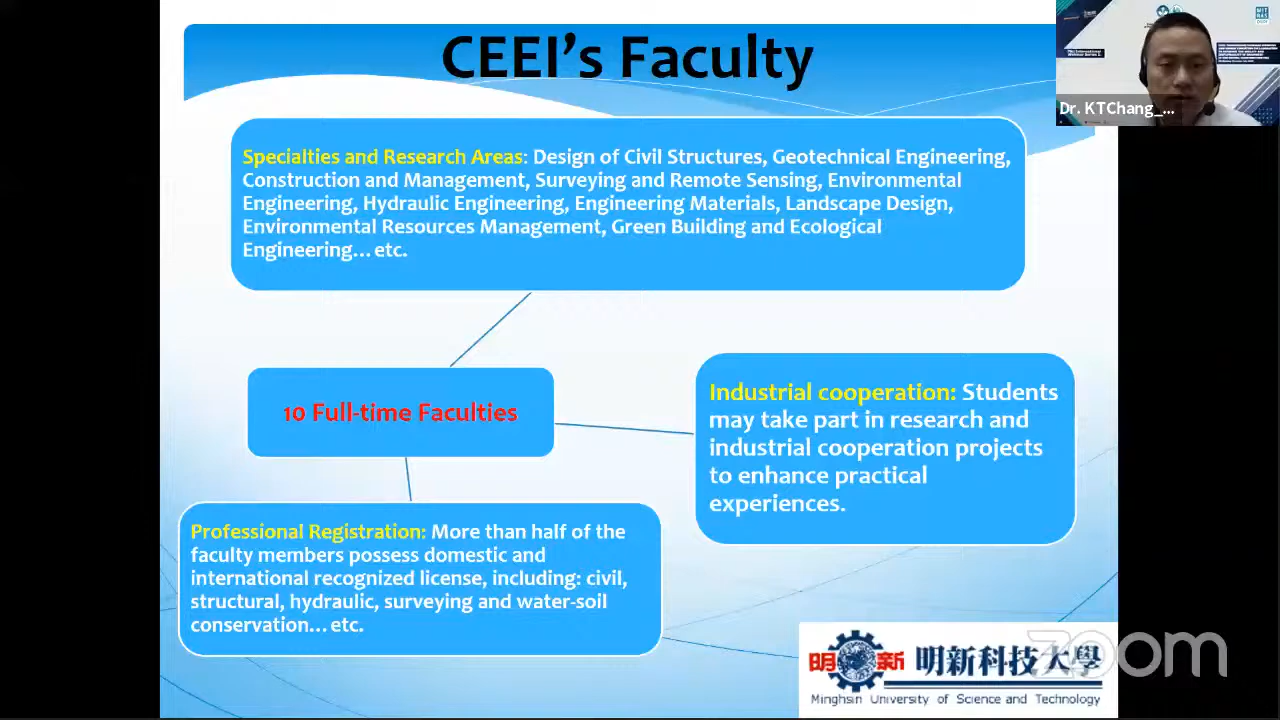 CEEI's Faculty
Dr. KTChang_...
Specialties and Research Areas: Design of Civil Structures, Geotechnical Engineering,
Construction and Management, Surveying and Remote Sensing, Environmental
Engineering, Hydraulic Engineering, Engineering Materials, Landscape Design,
Environmental Resources Management, Green Building and Ecological
Engineering... etc.
10 Full-time Faculties
Industrial cooperation: Students
may take part in research and
industrial cooperation projects
to enhance practical
experiences.
Professional Registration: More than half of the
faculty members possess domestic and
international recognized license, including: civil,
structural, hydraulic, surveying and water-soil
conservation... etc.
明 新 明新科技大學
Minghsin University of Science and Technology
zoom